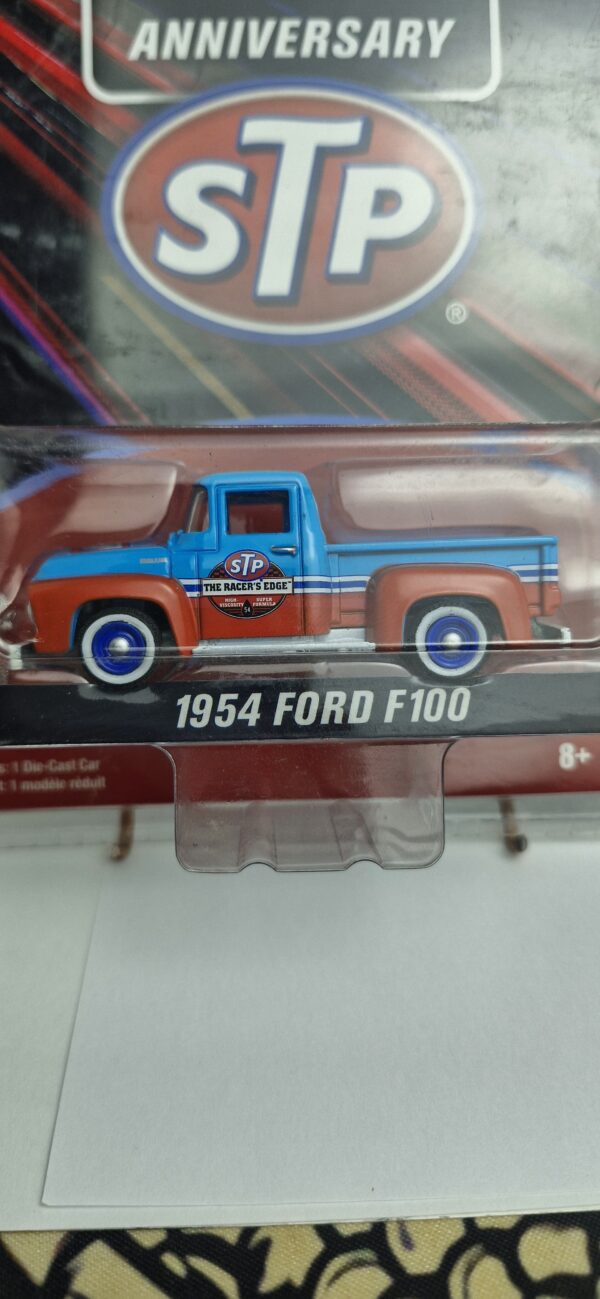 ANNIVERSARY
STP
®
STP
THE RACER'S EDGE™
HIGH SUPER
VISCOSITY FORMULA
54
1954 FORD F100
s: 1 Die-Cast Car
t: 1 modèle réduit
8+